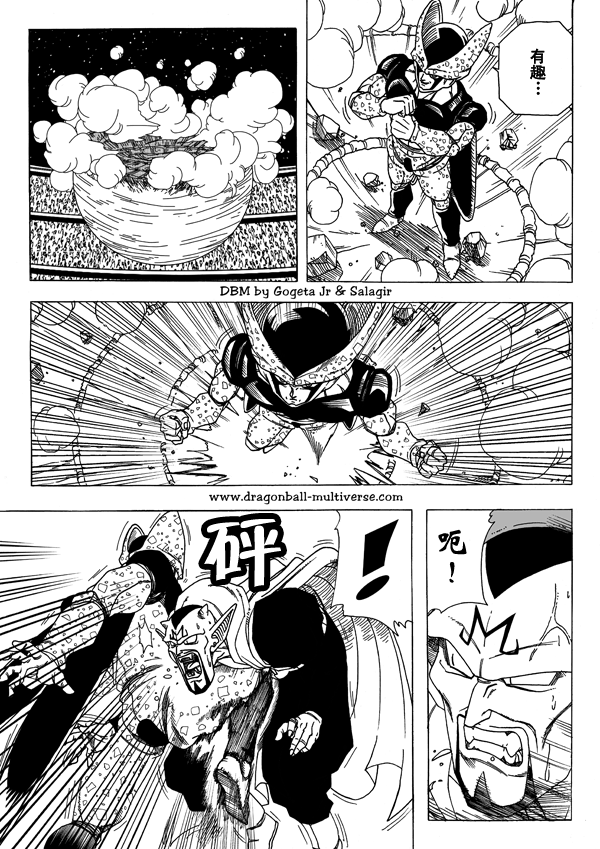 有
趣
…
DBM by Gogeta Jr & Salagir
www.dragonball-multiverse.com
砰
!
呃
!
M